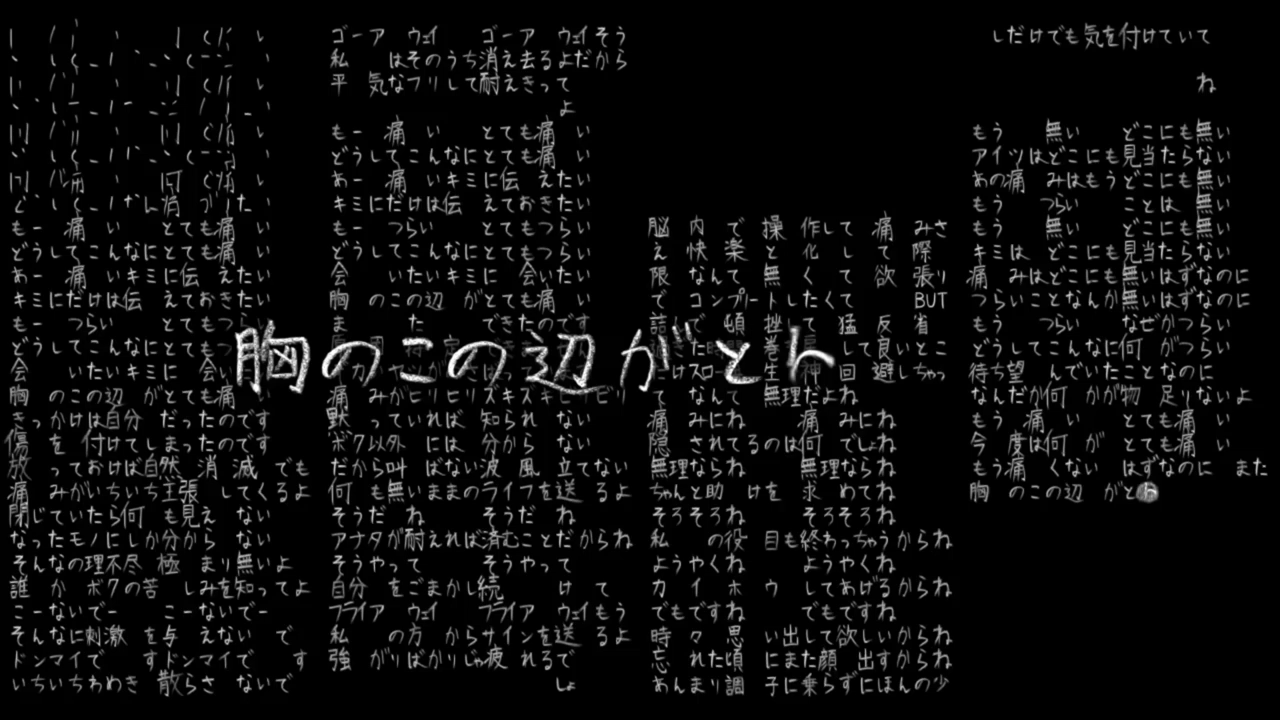 もー 痛い とても痛い
どうしてこんなにとても痛い
あー 痛いキミに伝えたい
キミにだけは伝えておきたい
もー つらい とてもつらい
どうしてこんなにとてもつらい
会いたいキミに会いたい
胸のこの辺がとても痛い
きっかけは自分だったのです
傷を付けてしまったのです
放っておけば自然消滅でも
痛みがいちいち主張してくるよ
閉じていたら何も見えない
なったモノにしか分からない
そんなの理不尽極まり無いよ
誰かボクの苦しみを知ってよ
こーないでー こーないでー
そんなに刺激を与えないで
ドンマイです ドンマイです
いちいちわめき散らさないで
ゴーアウェイ ゴーアウェイそう
私はそのうち消え去るよだから
平気なフリして耐えきって
よ
もー 痛い とても痛い
どうしてこんなにとても痛い
あー 痛いキミに伝えたい
キミにだけは伝えておきたい
もー つらい とてもつらい
どうしてこんなにとてもつらい
会いたいキミに会いたい
胸のこの辺がとても痛い
黙りすれば知られない
ボク以外には分からない
だから叫ばない波風立てない
何も無いままのライフを送るよ
そうだね そうだね
アナタが耐えれば済むことだからね
そうやって そうやって
自分をごまかし続けて
フライアウェイ フライアウェイもう
私の方からサインを送るよ
強がりばかりじゃ疲れるで
しょ
脳内で操作して痛みさ
え快楽と化して際
限なんて無くして欲張り
でコンプートしたくて BUT
なんて無理だよね
痛みにね 痛みにね
隠されてるのは何でしょね
無理ならね 無理ならね
ちゃんと助けを求めてね
そろそろね そろそろね
私の役目も終わっちゃうからね
ようやくね ようやくね
カイホウしてあげるからね
でもですね でもですね
時々思い出して欲しいからね
忘れた頃にまた顔出すからね
あんまり調子に乗らずにほんの少
しだけでも気を付けていて
ね
もう無い どこにも無い
アイツはどこにも見当たらない
あの痛みはもうどこにも無い
もうつらいことは無い
もう無い どこにも無い
キミはどこにも見当たらない
痛みはどこにも無いはずなのに
つらいことなんか無いはずなのに
もうつらい なぜかつらい
どうしてこんなに何がつらい
待ち望んでいたことなのに
なんだか何かが物足りないよ
もう痛い とても痛い
今度は何がとても痛い
もう痛くないはずなのに また
胸のこの辺がとね
胸のこの辺がとん